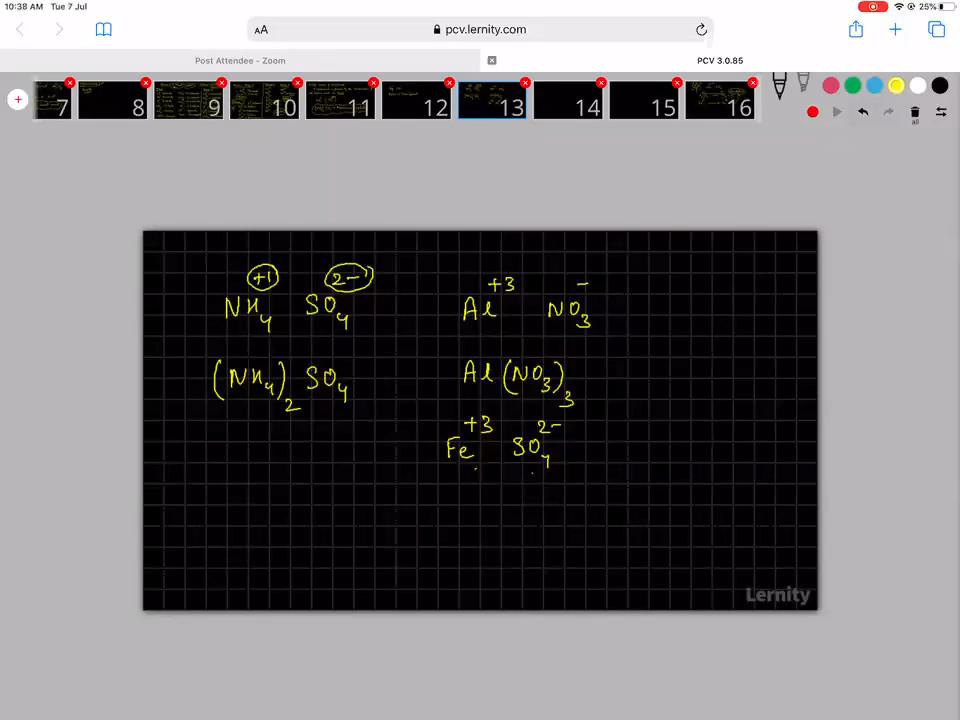 10:38 AM Tue 7 Jul
25%
AA
pcv.lernity.com
Post Attendee - Zoom
PCV 3.0.85
7 8 9 10 11 12 13 14 15 16
all
+1 2-
NH4 SO4
(NH4)2 SO4
+3 -
Al NO3
Al(NO3)3
+3 2-
Fe SO4
Lernity